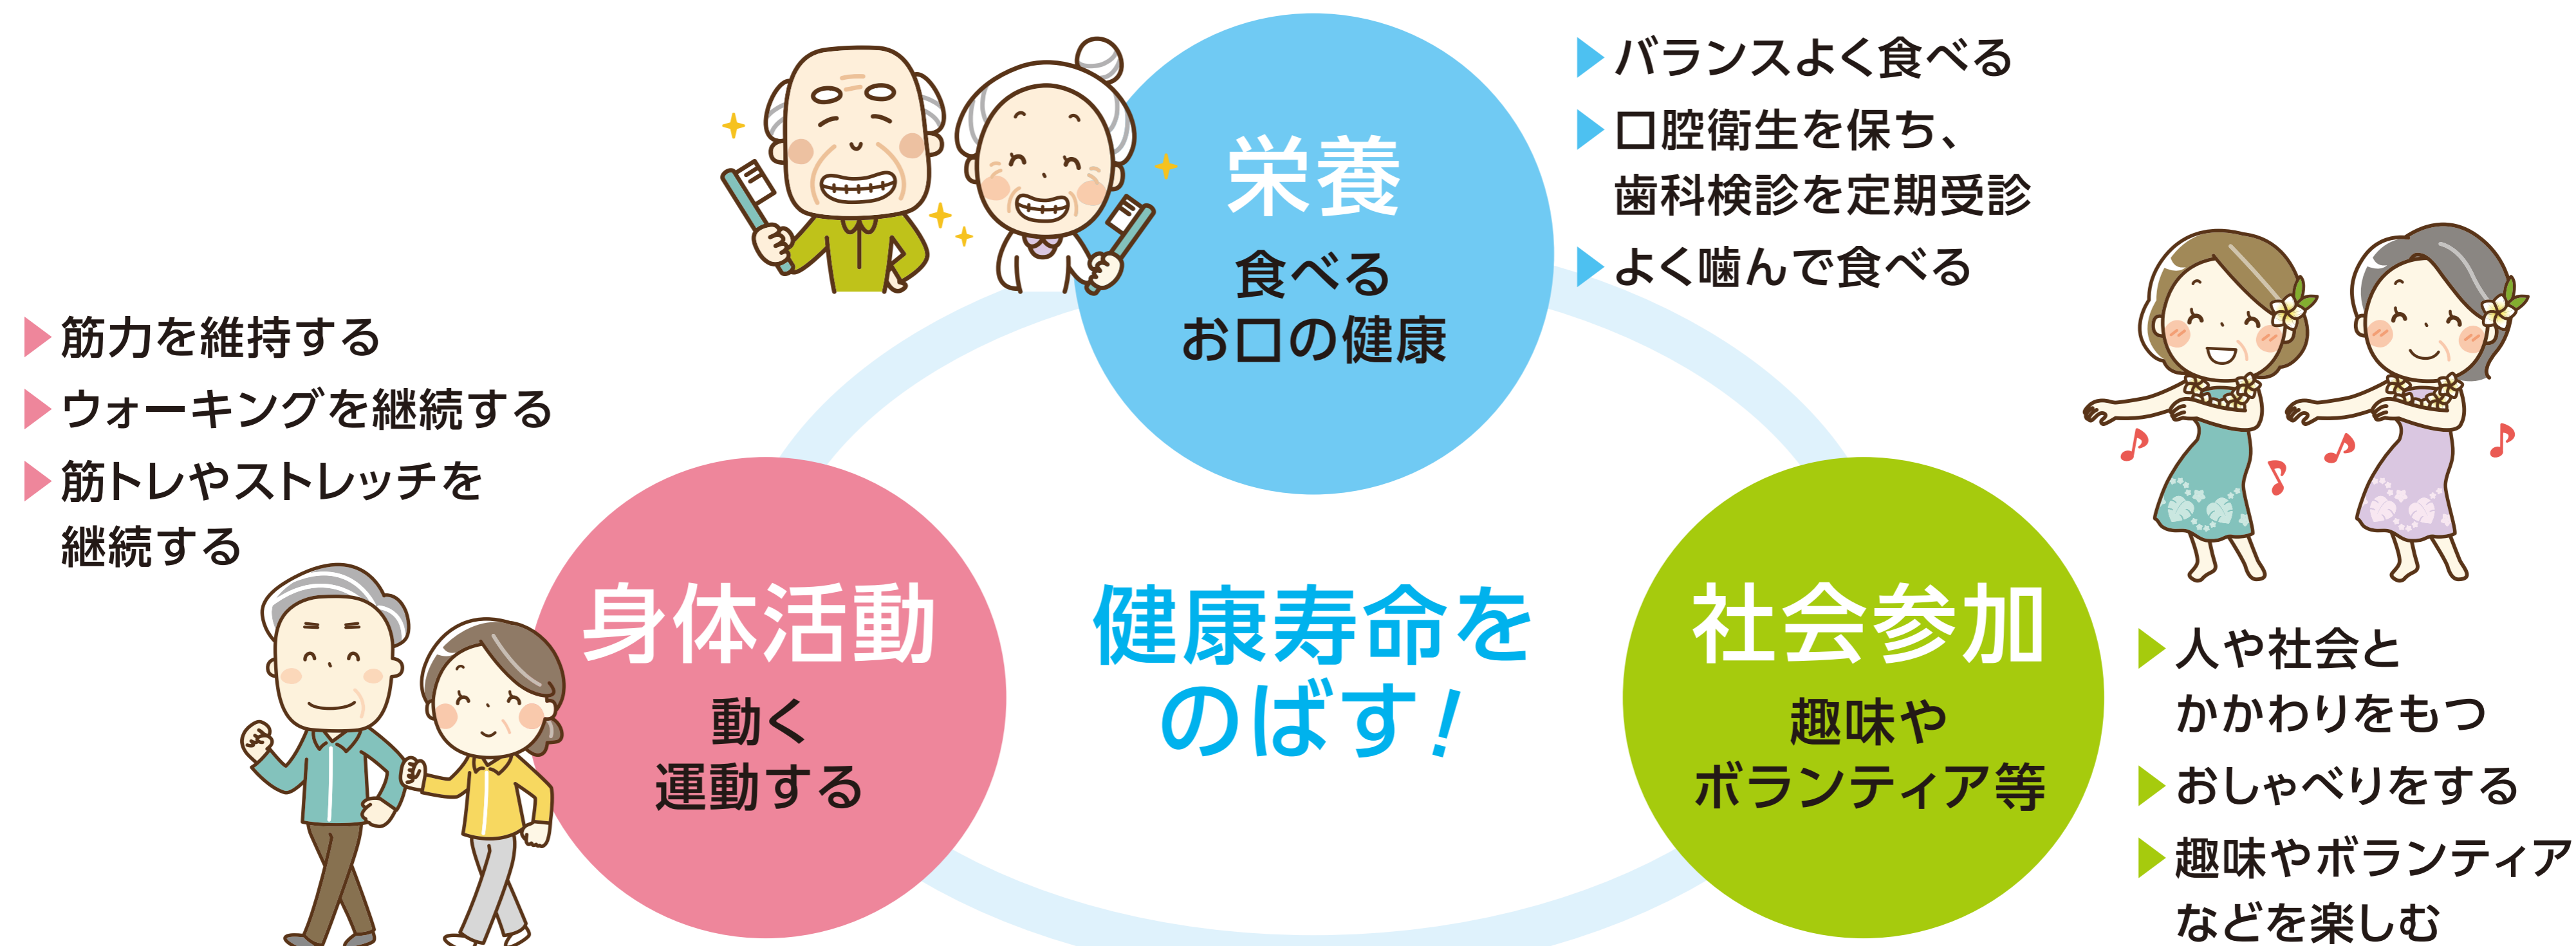 栄養
食べる
お口の健康
バランスよく食べる
口腔衛生を保ち、
歯科検診を定期受診
よく噛んで食べる
筋力を維持する
ウォーキングを継続する
筋トレやストレッチを
継続する
身体活動
動く
運動する
健康寿命を
のばす!
社会参加
趣味や
ボランティア等
人や社会と
かかわりをもつ
おしゃべりをする
趣味やボランティア
などを楽しむ